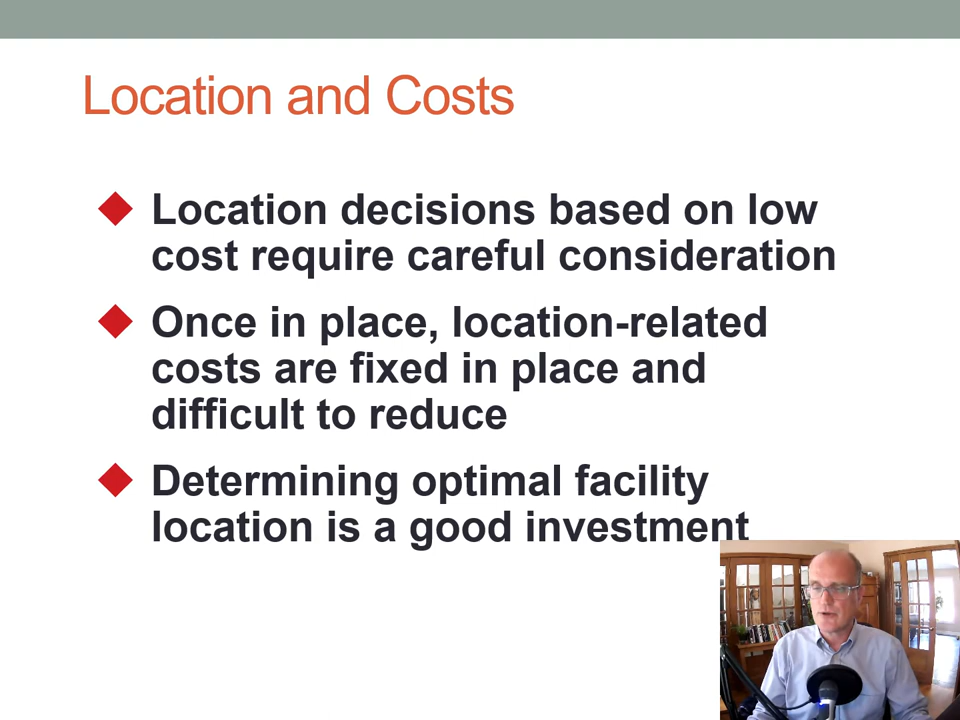 Location and Costs
Location decisions based on low
cost require careful consideration
Once in place, location-related
costs are fixed in place and
difficult to reduce
Determining optimal facility
location is a good investment